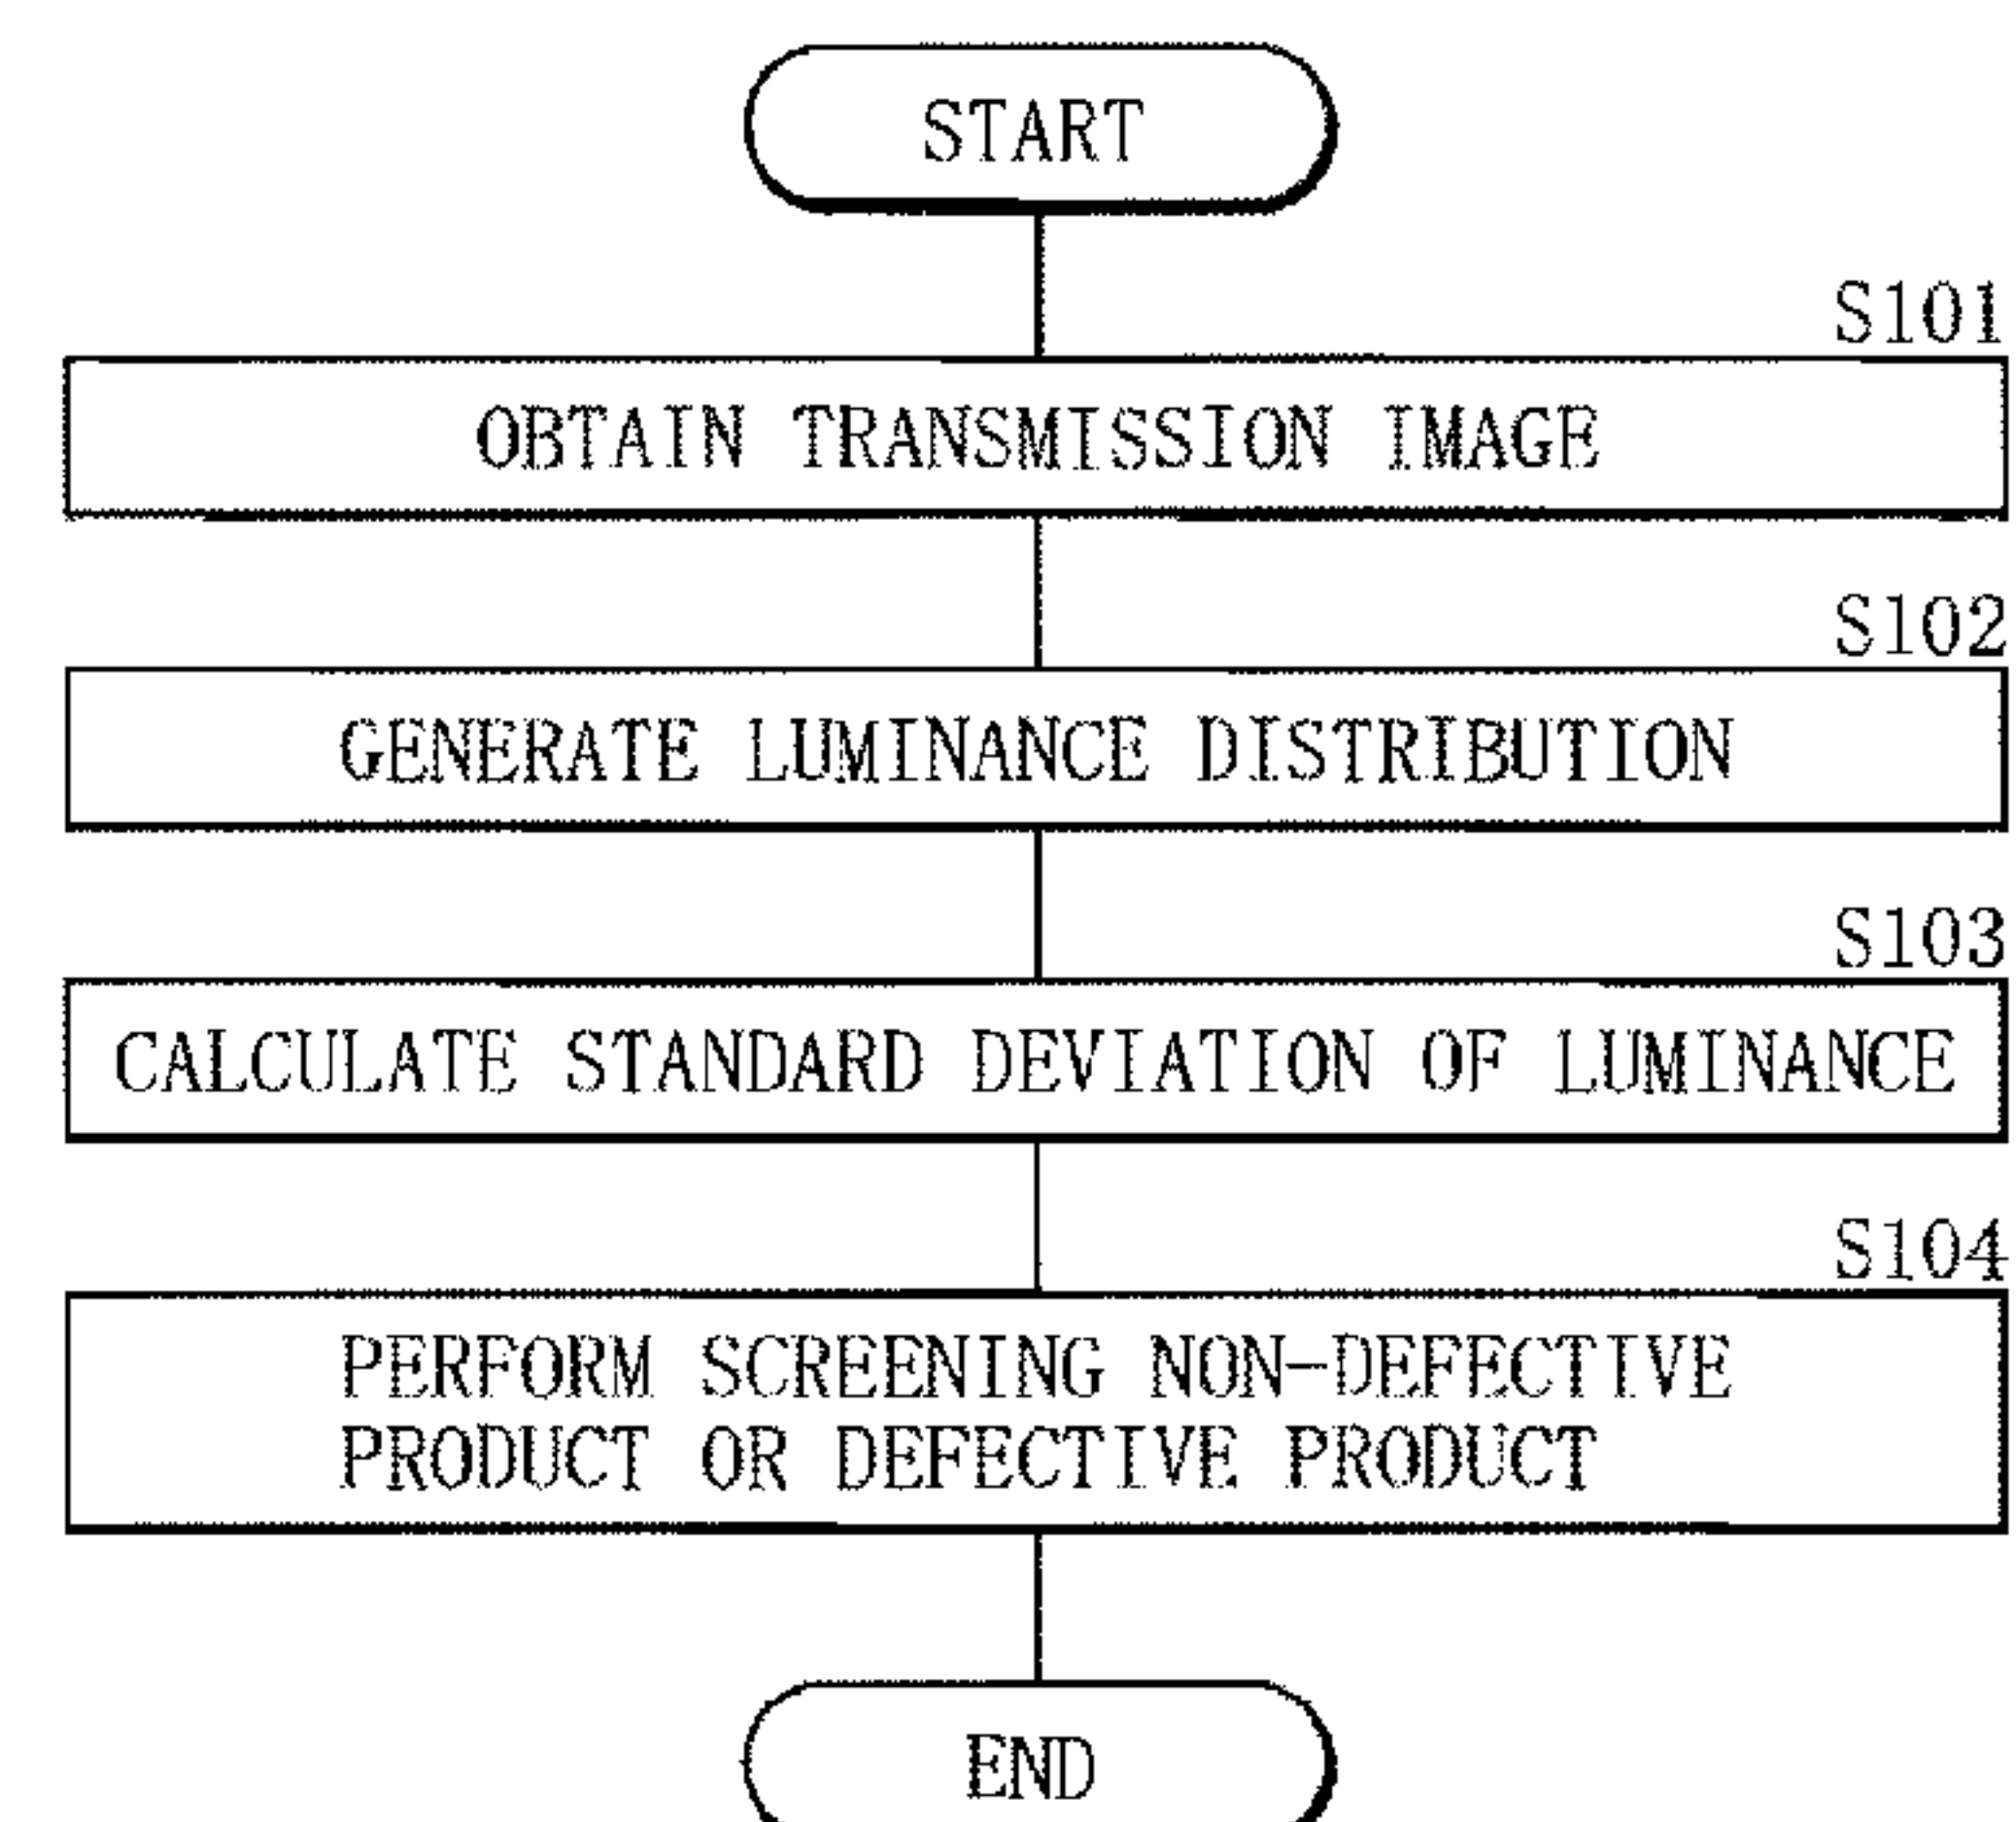 START
S101
OBTAIN TRANSMISSION IMAGE
S102
GENERATE LUMINANCE DISTRIBUTION
S103
CALCULATE STANDARD DEVIATION OF LUMINANCE
S104
PERFORM SCREENING NON-DEFECTIVE
PRODUCT OR DEFECTIVE PRODUCT
END